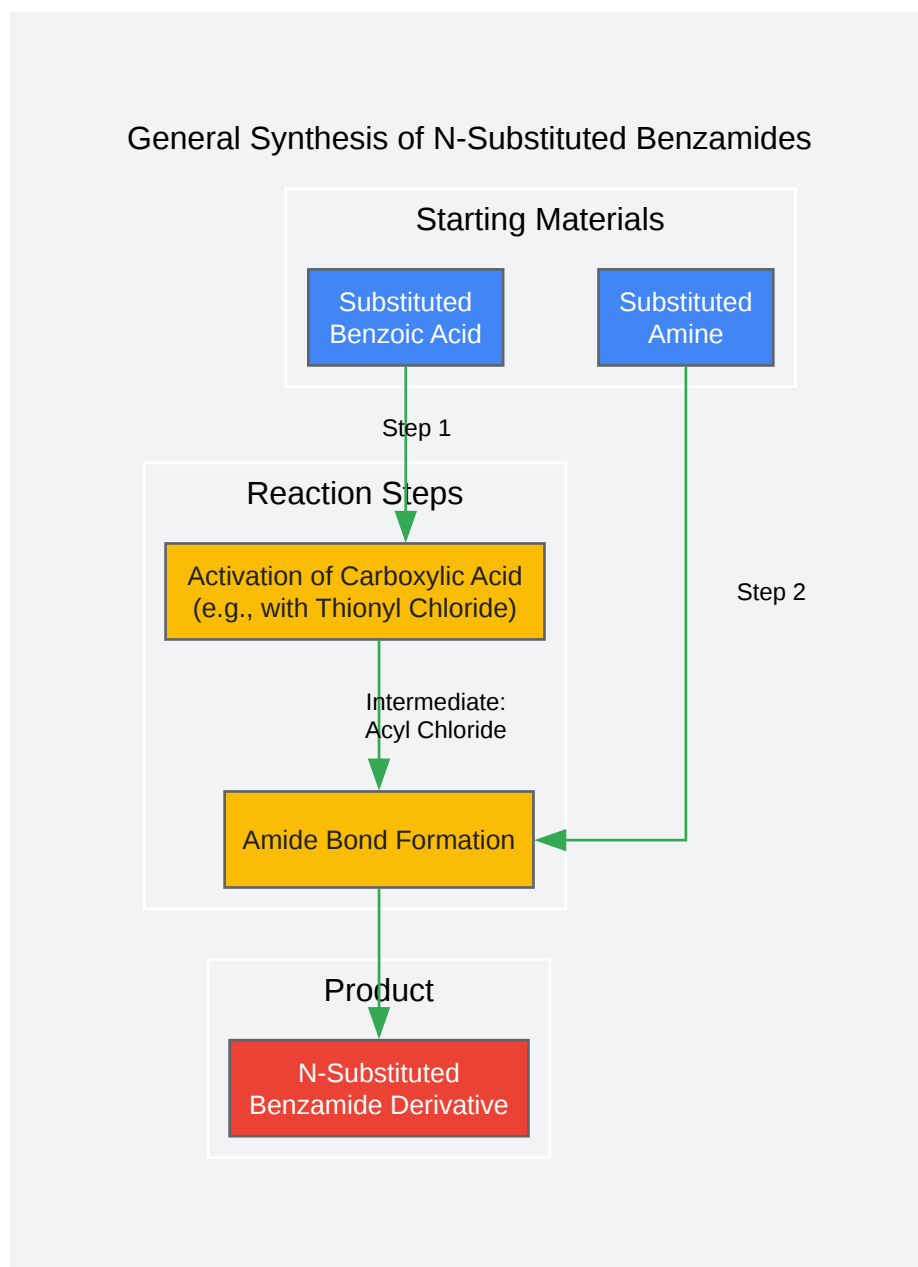 General Synthesis of N-Substituted Benzamides
Starting Materials
Substituted
Benzoic Acid
Substituted
Amine
Step 1
Reaction Steps
Activation of Carboxylic Acid
(e.g., with Thionyl Chloride)
Step 2
Intermediate:
Acyl Chloride
Amide Bond Formation
Product
N-Substituted
Benzamide Derivative